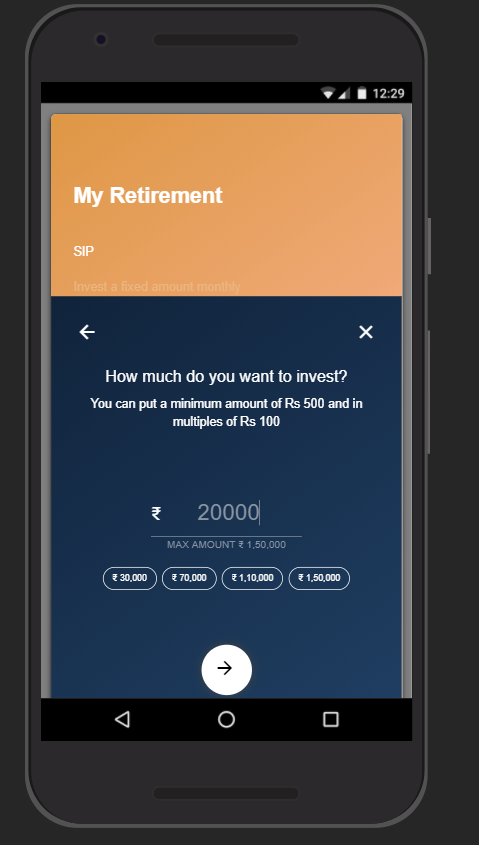 12:29
My Retirement
SIP
Invest a fixed amount monthly
How much do you want to invest?
You can put a minimum amount of Rs 500 and in
multiples of Rs 100
₹ 20000
MAX AMOUNT ₹ 1,50,000
₹ 30,000 ₹ 70,000 ₹ 1,10,000 ₹ 1,50,000